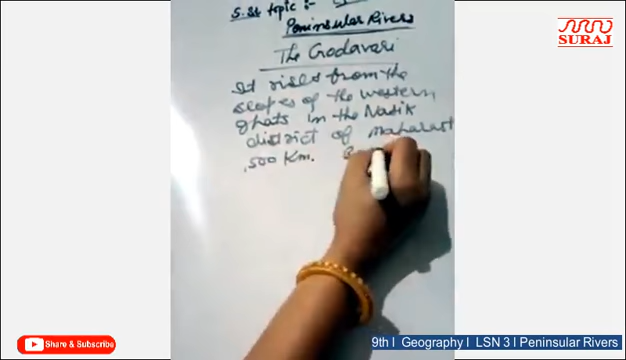 S. St topic :-
Peninsular Rivers
The Godavari
It rises from the
slopes of the western
ghats in the Nasik
district of Maharast
.500 Km.
SURAJ
Share & Subscribe
9th I Geography I LSN 3 I Peninsular Rivers